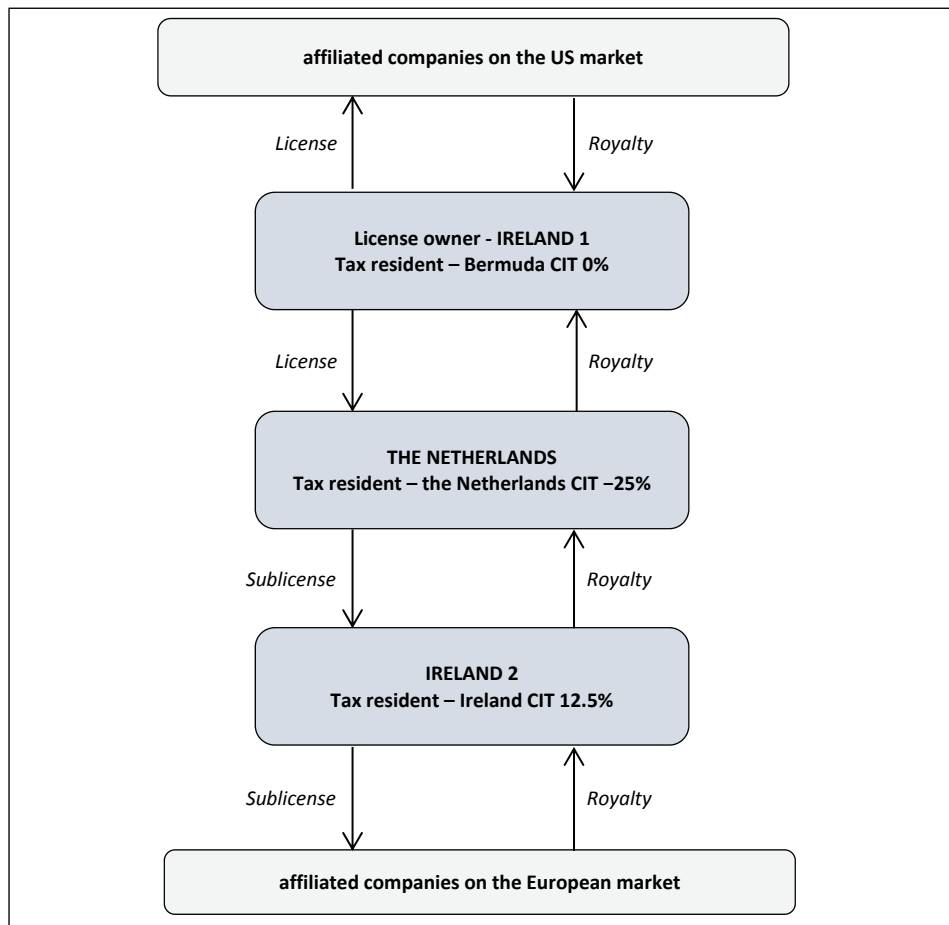 affiliated companies on the US market
License
Royalty
License owner - IRELAND 1
Tax resident – Bermuda CIT 0%
License
Royalty
THE NETHERLANDS
Tax resident – the Netherlands CIT –25%
Sublicense
Royalty
IRELAND 2
Tax resident – Ireland CIT 12.5%
Sublicense
Royalty
affiliated companies on the European market